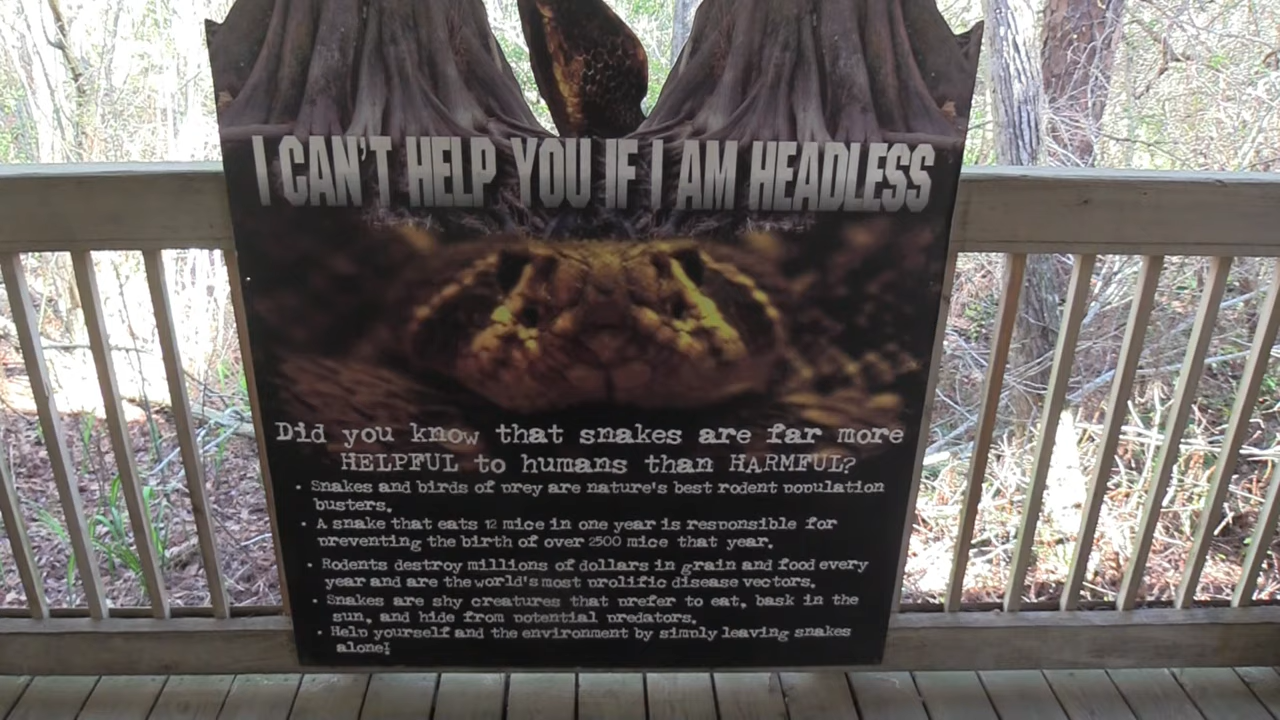 I CAN'T HELP YOU IF I AM HEADLESS
Did you know that snakes are far more
HELPFUL to humans than HARMFUL?
• Snakes and birds of prey are nature's best rodent population
busters.
• A snake that eats 12 mice in one year is responsible for
preventing the birth of over 2500 mice that year.
• Rodents destroy millions of dollars in grain and food every
year and are the world's most prolific disease vectors.
• Snakes are shy creatures that prefer to eat, bask in the
sun, and hide from potential predators.
• Help yourself and the environment by simply leaving snakes
alone!